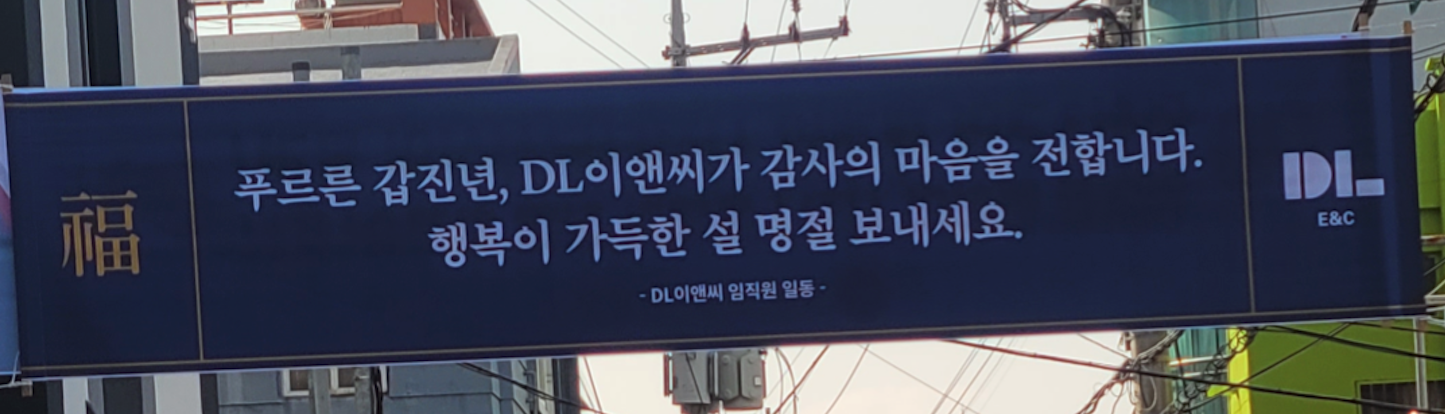 福
푸르른 갑진년, DL이앤씨가 감사의 마음을 전합니다.
행복이 가득한 설 명절 보내세요.
- DL이앤씨 임직원 일동 -
DL
E&C